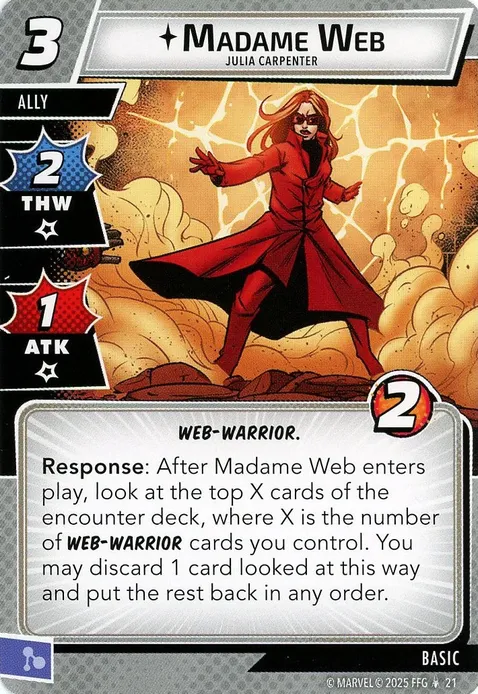 3
MADAME WEB
JULIA CARPENTER
ALLY
2
THW
1
ATK
2
WEB-WARRIOR.
Response: After Madame Web enters
play, look at the top X cards of the
encounter deck, where X is the number
of WEB-WARRIOR cards you control. You
may discard 1 card looked at this way
and put the rest back in any order.
BASIC
© MARVEL © 2025 FFG 21